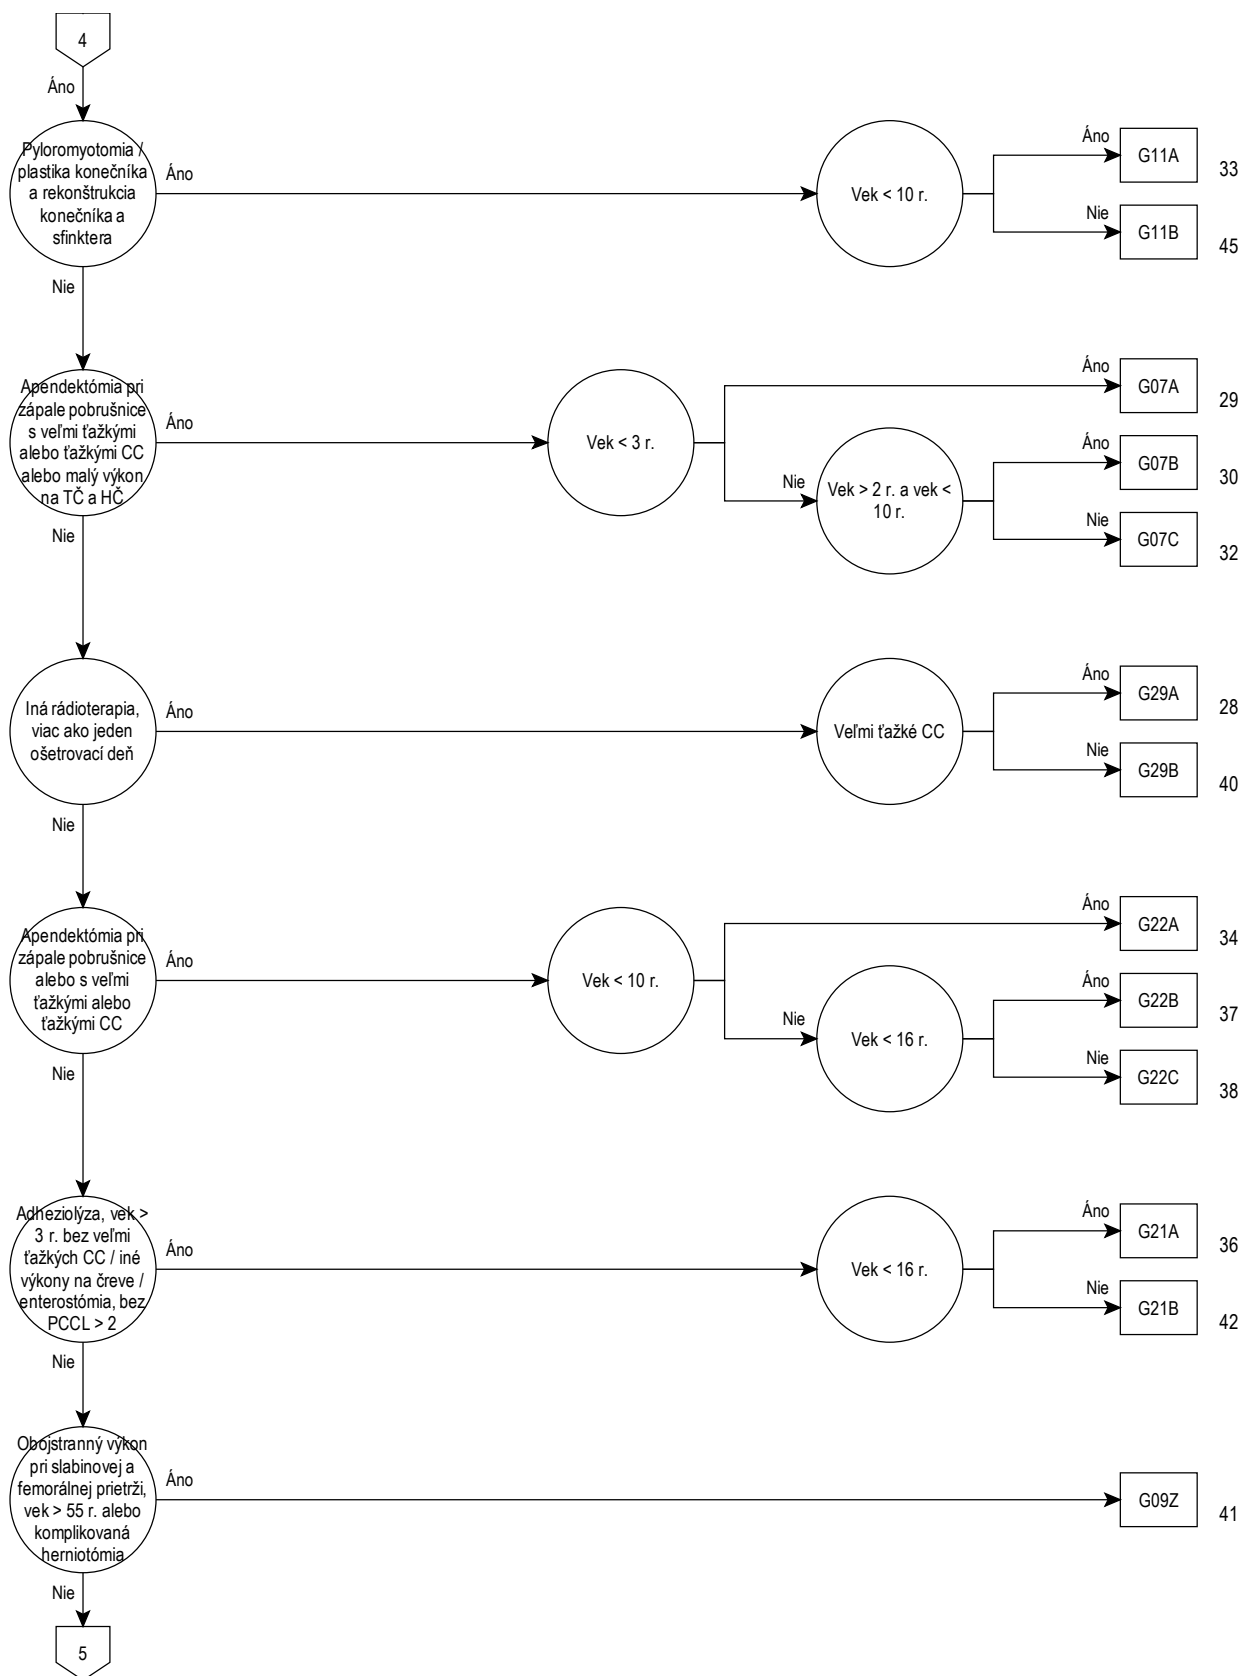 4
Áno
Pyloromyotomia /
plastika konečníka
a rekonštrukcia
konečníka a
sfinktera
Áno
Vek < 10 r.
Áno
G11A
33
Nie
G11B
45
Nie
Apendektómia pri
zápale pobrušnice
s veľmi ťažkými
alebo ťažkými CC
alebo malý výkon
na TČ a HČ
Áno
Vek < 3 r.
Áno
G07A
29
Nie
Vek > 2 r. a vek <
10 r.
Áno
G07B
30
Nie
G07C
32
Nie
Iná rádioterapia,
viac ako jeden
ošetrovací deň
Áno
Veľmi ťažké CC
Áno
G29A
28
Nie
G29B
40
Nie
Apendektómia pri
zápale pobrušnice
alebo s veľmi
ťažkými alebo
ťažkými CC
Áno
Vek < 10 r.
Áno
G22A
34
Nie
Vek < 16 r.
Áno
G22B
37
Nie
G22C
38
Nie
Adheziolýza, vek >
3 r. bez veľmi
ťažkých CC / iné
výkony na čreve /
enterostómia, bez
PCCL > 2
Áno
Vek < 16 r.
Áno
G21A
36
Nie
G21B
42
Nie
Obojstranný výkon
pri slabinovej a
femorálnej prietrži,
vek > 55 r. alebo
komplikovaná
herniotómia
Áno
G09Z
41
Nie
5